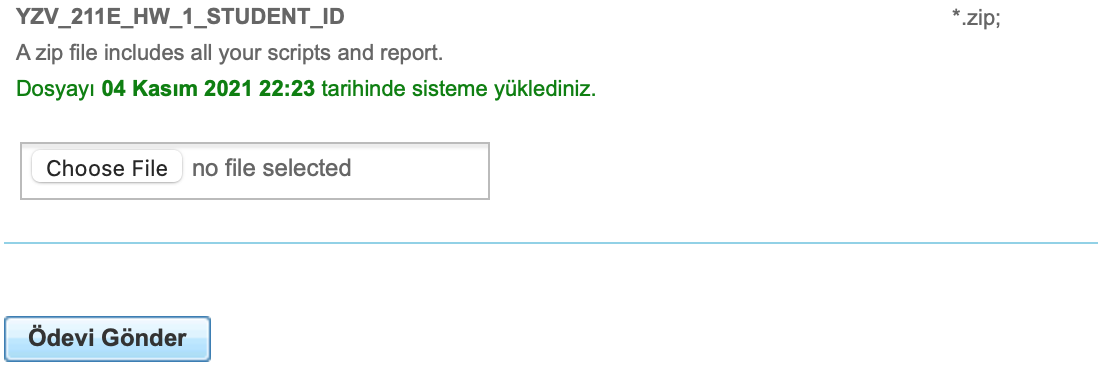 YZV_211E_HW_1_STUDENT_ID *.zip;
A zip file includes all your scripts and report.
Dosyayı 04 Kasım 2021 22:23 tarihinde sisteme yüklediniz.
Choose File no file selected
Ödevi Gönder